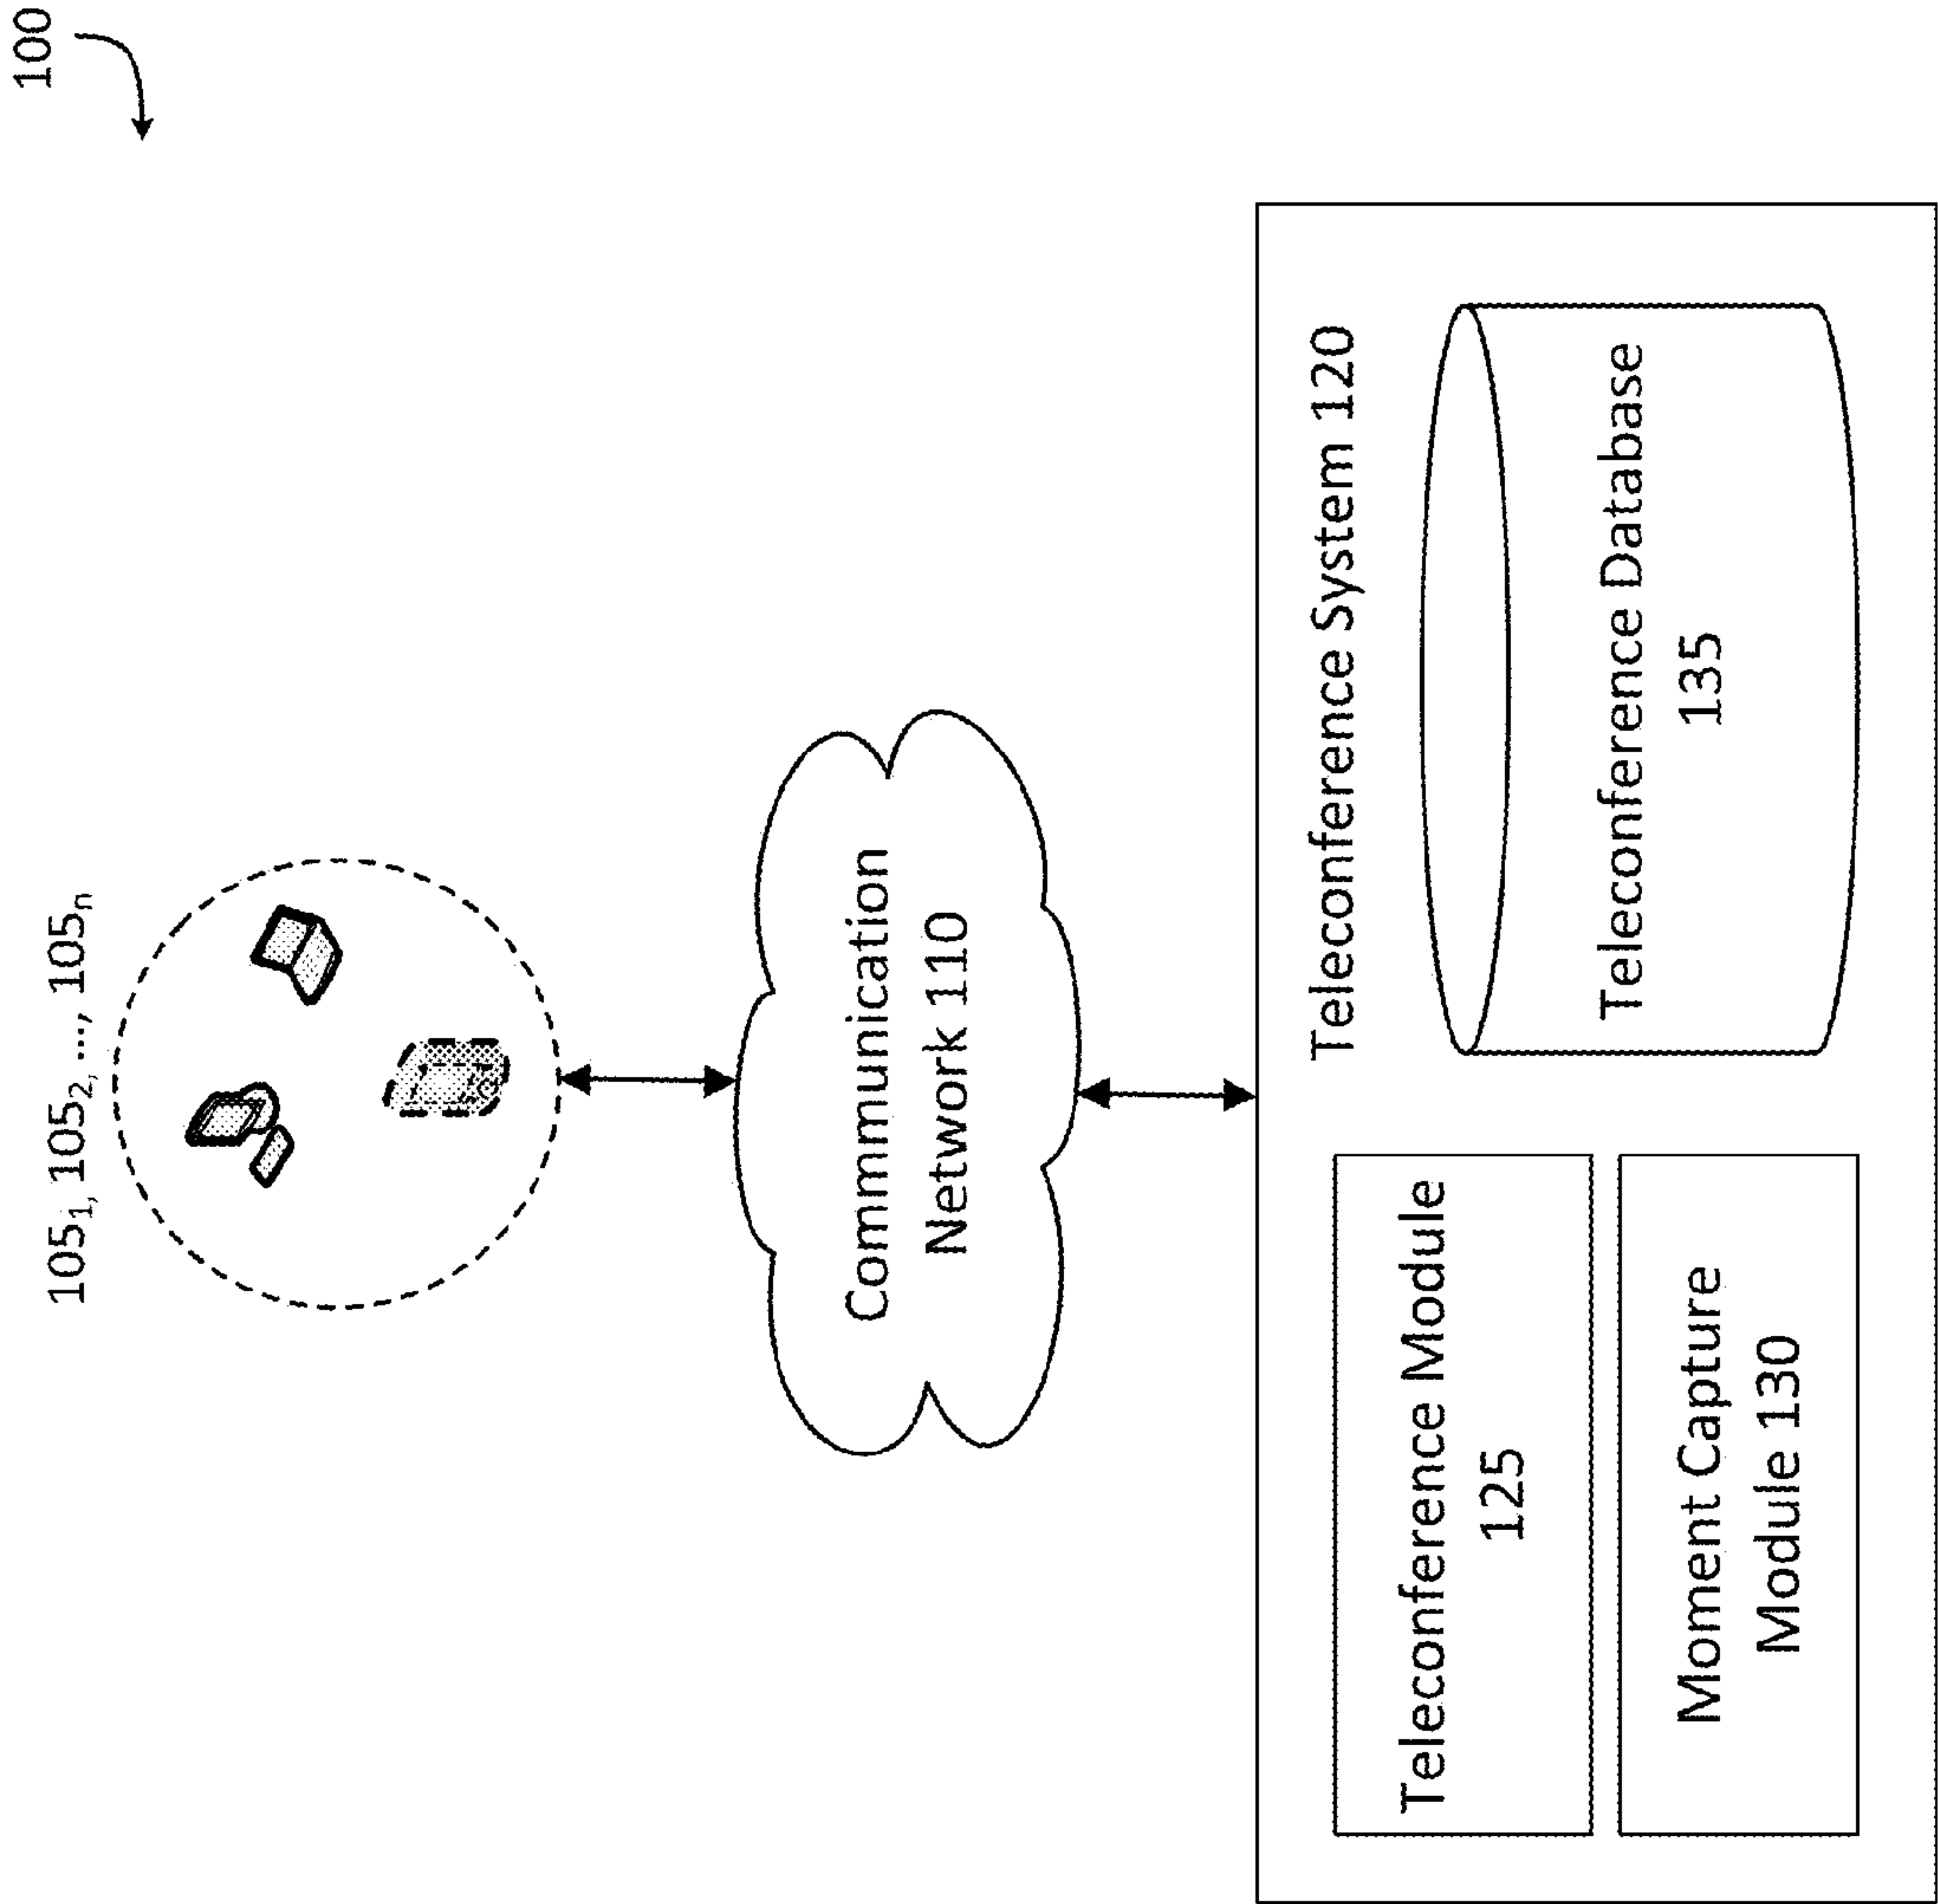 100
105₁, 105₂, ..., 105ₙ
Communication
Network 110
Teleconference System 120
Teleconference Module
125
Moment Capture
Module 130
Teleconference Database
135